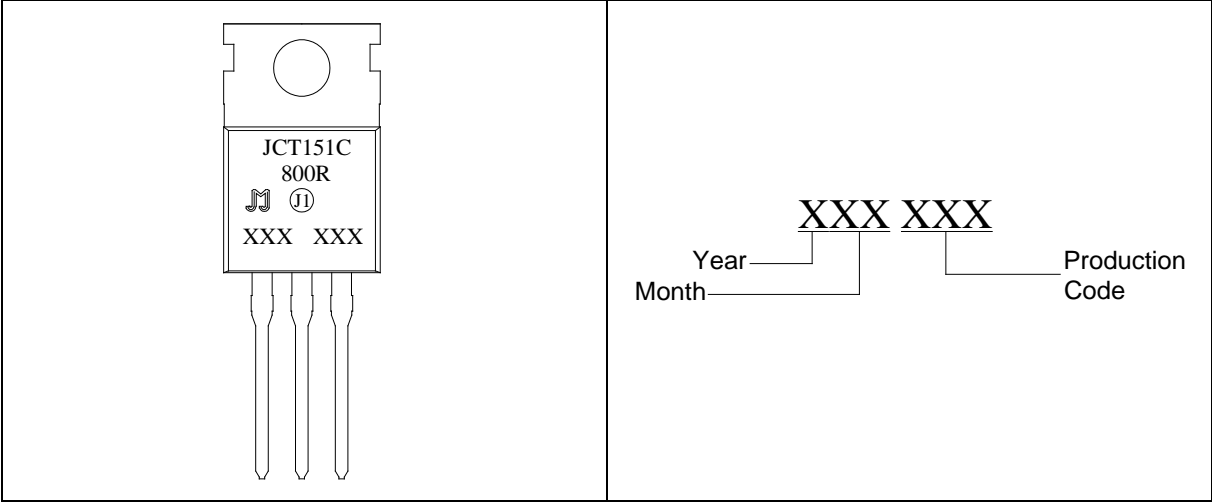 JCT151C
800R
J1
XXX XXX
XXX XXX
Year
Month
Production
Code